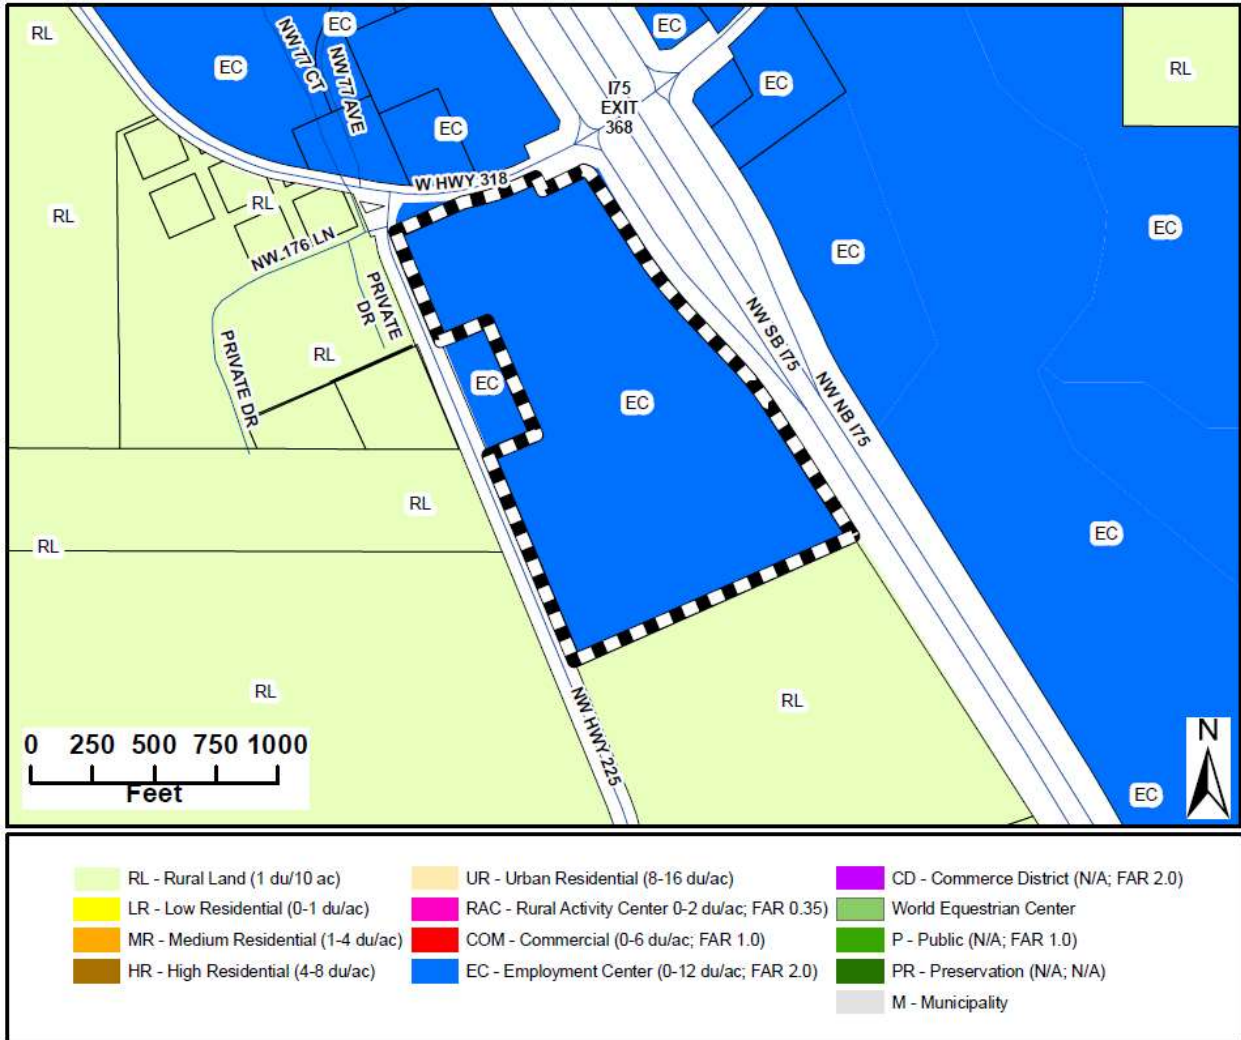 RL
EC
EC
NW 77 CT
NW 77 AVE
EC
EC
I75
EXIT
368
EC
RL
EC
W HWY 318
RL
RL
EC
EC
NW 176 LN
PRIVATE
DR
NW SB I75
PRIVATE DR
RL
EC
EC
NW NB I75
RL
RL
EC
RL
RL
NW HWY 225
EC
0 250 500 750 1000
Feet
N
RL - Rural Land (1 du/10 ac)
LR - Low Residential (0-1 du/ac)
MR - Medium Residential (1-4 du/ac)
HR - High Residential (4-8 du/ac)
UR - Urban Residential (8-16 du/ac)
RAC - Rural Activity Center 0-2 du/ac; FAR 0.35)
COM - Commercial (0-6 du/ac; FAR 1.0)
EC - Employment Center (0-12 du/ac; FAR 2.0)
CD - Commerce District (N/A; FAR 2.0)
World Equestrian Center
P - Public (N/A; FAR 1.0)
PR - Preservation (N/A; N/A)
M - Municipality